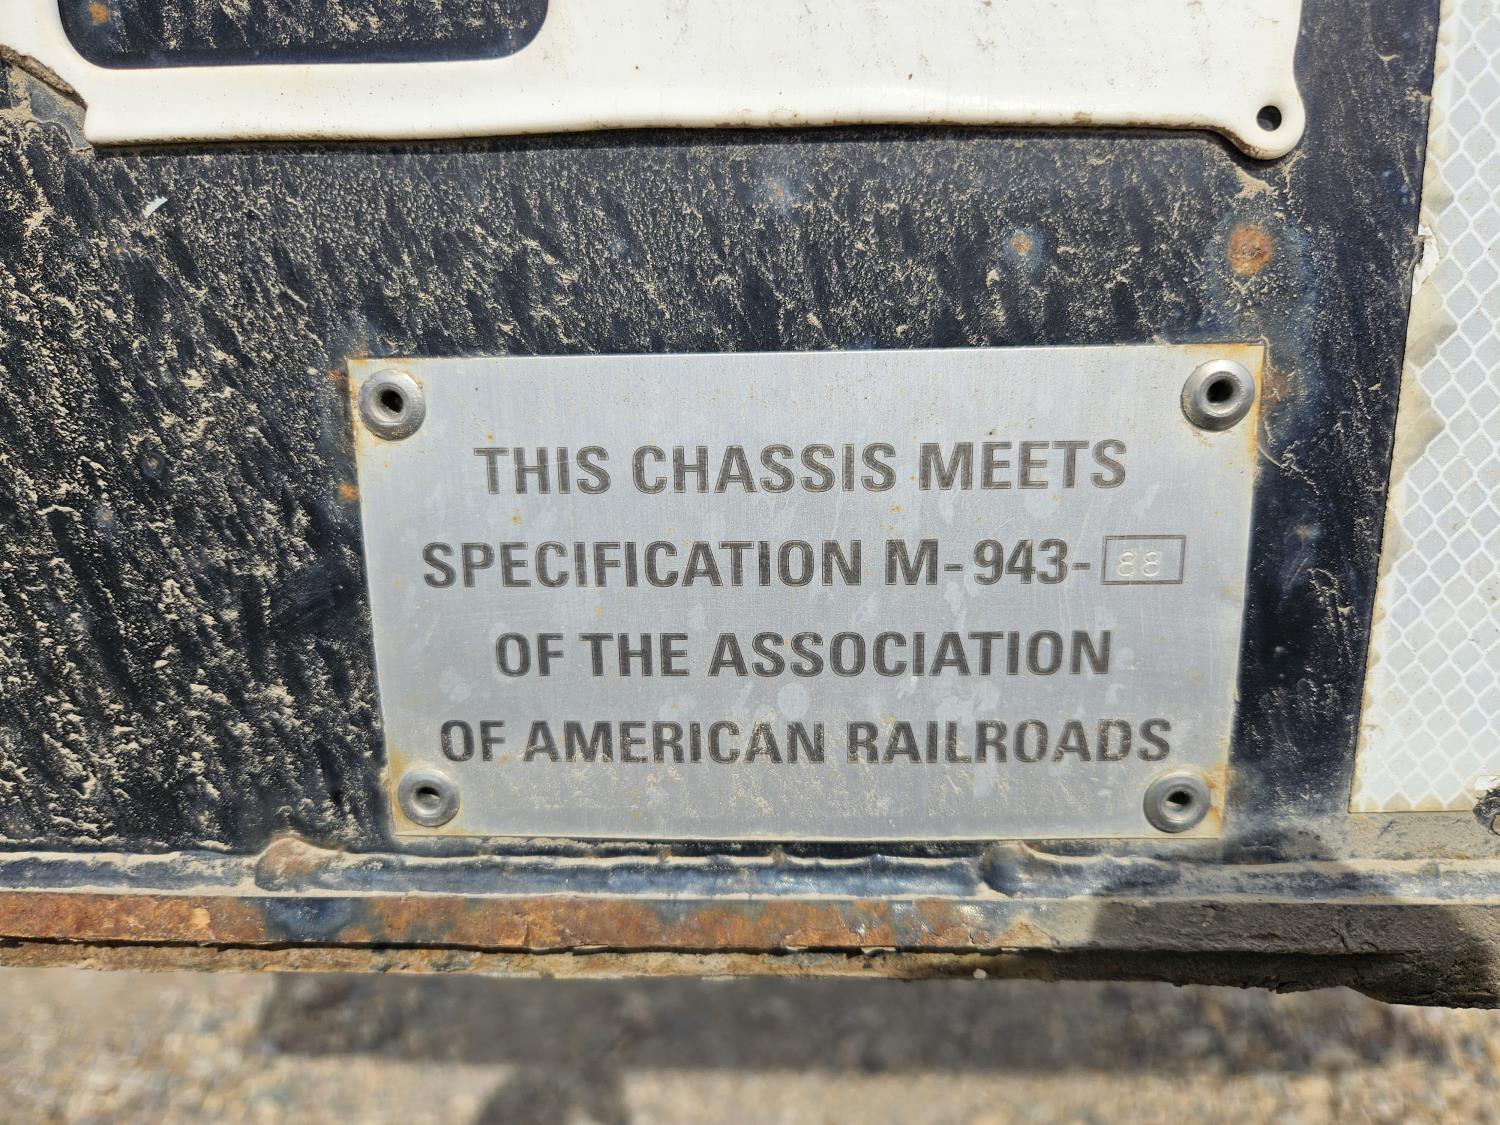 THIS CHASSIS MEETS
SPECIFICATION M-943-88
OF THE ASSOCIATION
OF AMERICAN RAILROADS